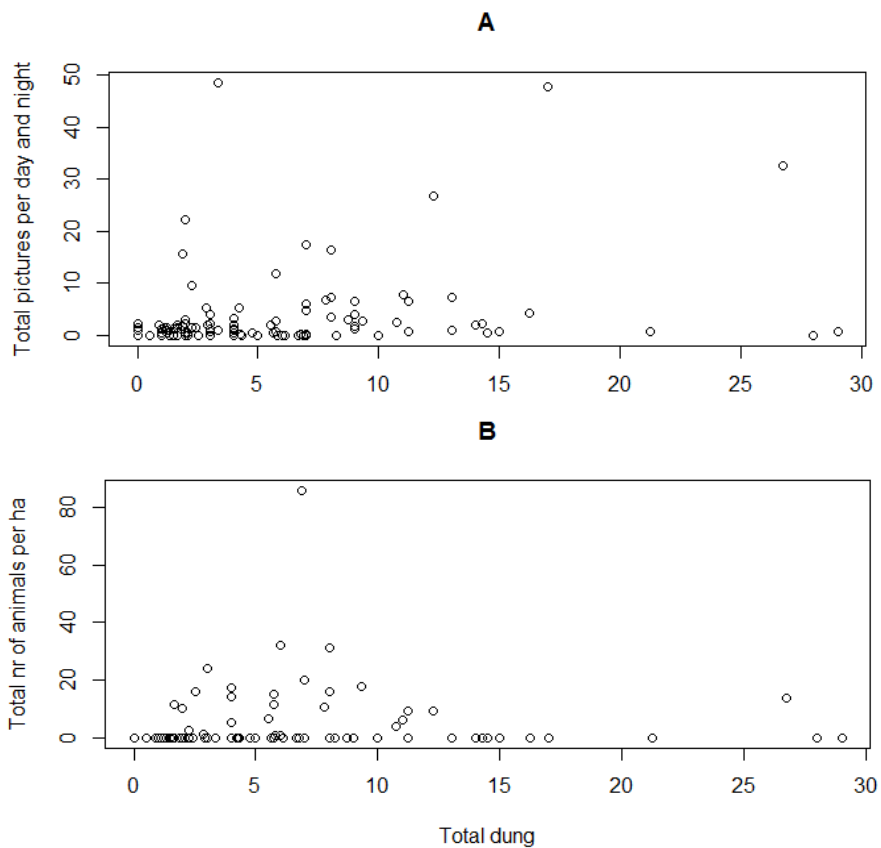 A
Total pictures per day and night
50
40
30
20
10
0
0 5 10 15 20 25 30
B
Total nr of animals per ha
80
60
40
20
0
0 5 10 15 20 25 30
Total dung